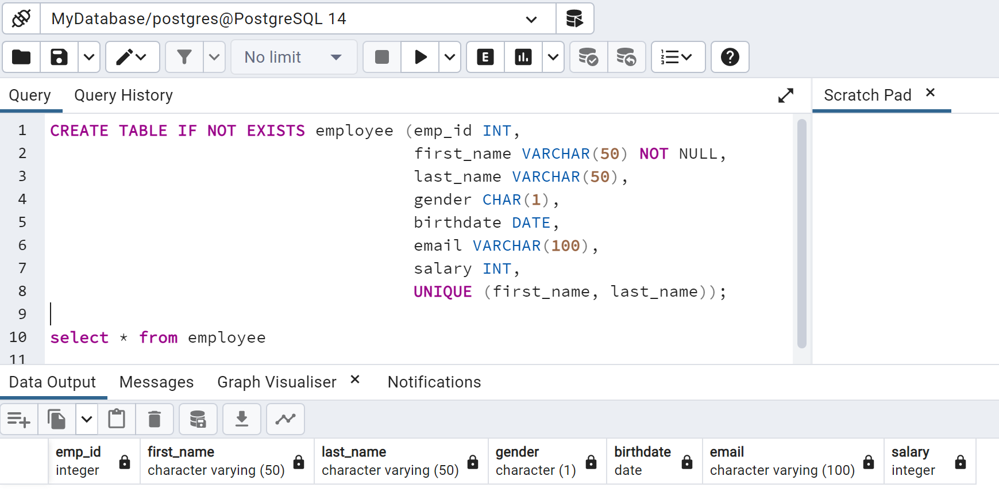 MyDatabase/postgres@PostgreSQL 14
No limit
E
Query Query History Scratch Pad
1 CREATE TABLE IF NOT EXISTS employee (emp_id INT,
2 first_name VARCHAR(50) NOT NULL,
3 last_name VARCHAR(50),
4 gender CHAR(1),
5 birthdate DATE,
6 email VARCHAR(100),
7 salary INT,
8 UNIQUE (first_name, last_name));
9
10 select * from employee
11
Data Output Messages Graph Visualiser Notifications
emp_id first_name last_name gender birthdate email salary
integer character varying (50) character varying (50) character (1) date character varying (100) integer